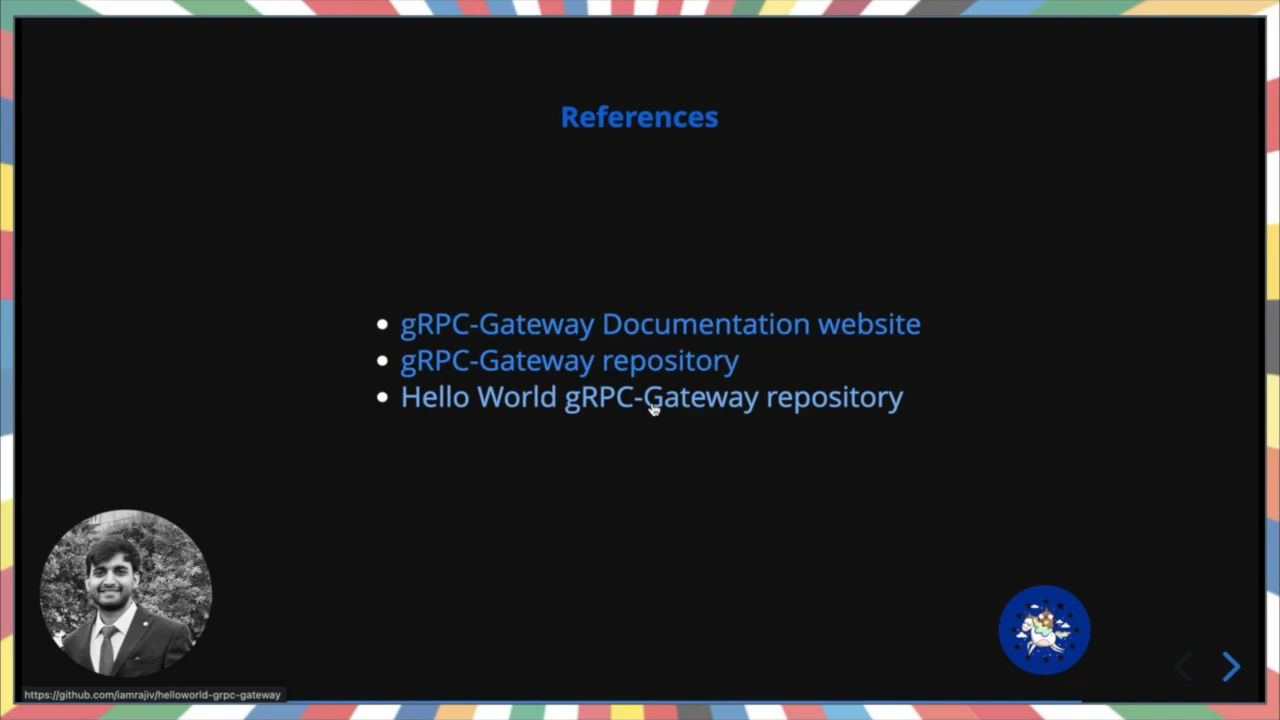 References
gRPC-Gateway Documentation website
gRPC-Gateway repository
Hello World gRPC-Gateway repository
https://github.com/iamrajiv/helloworld-grpc-gateway